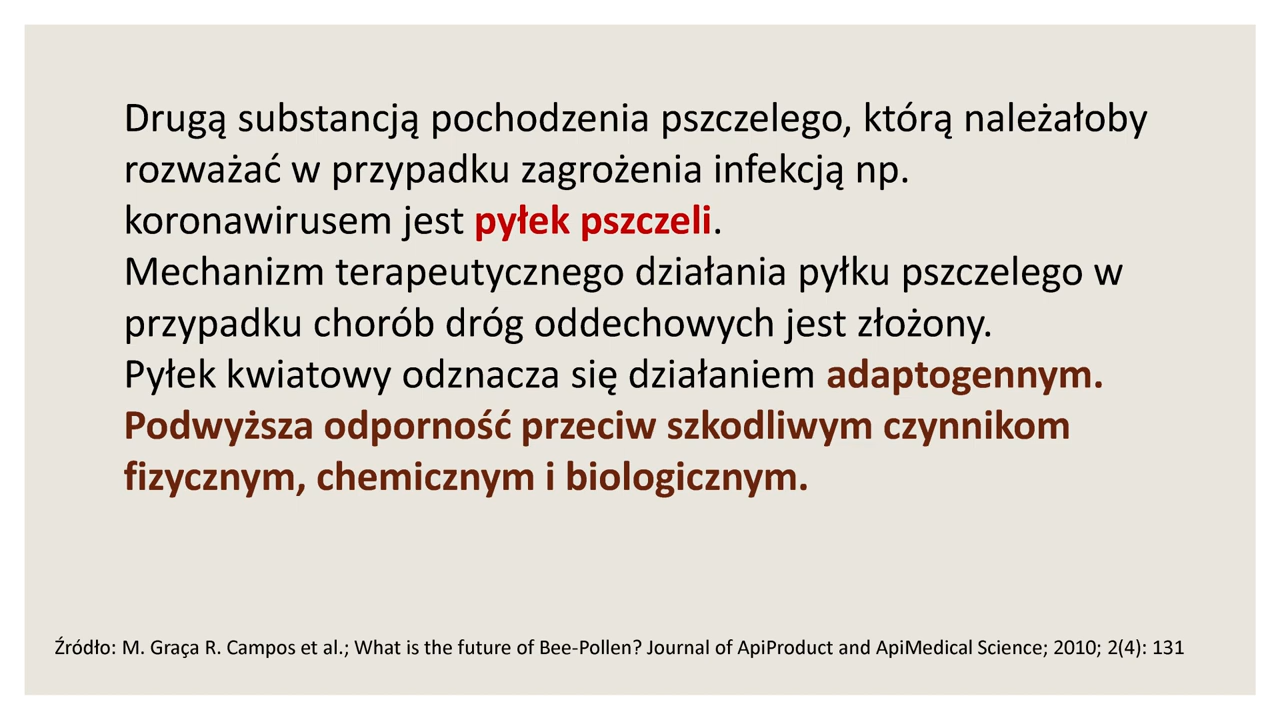 Drugą substancją pochodzenia pszczelego, którą należałoby
rozważać w przypadku zagrożenia infekcją np.
koronawirusem jest pyłek pszczeli.
Mechanizm terapeutycznego działania pyłku pszczelego w
przypadku chorób dróg oddechowych jest złożony.
Pyłek kwiatowy odznacza się działaniem adaptogennym.
Podwyższa odporność przeciw szkodliwym czynnikom
fizycznym, chemicznym i biologicznym.
Źródło: M. Graça R. Campos et al.; What is the future of Bee-Pollen? Journal of ApiProduct and ApiMedical Science; 2010; 2(4): 131